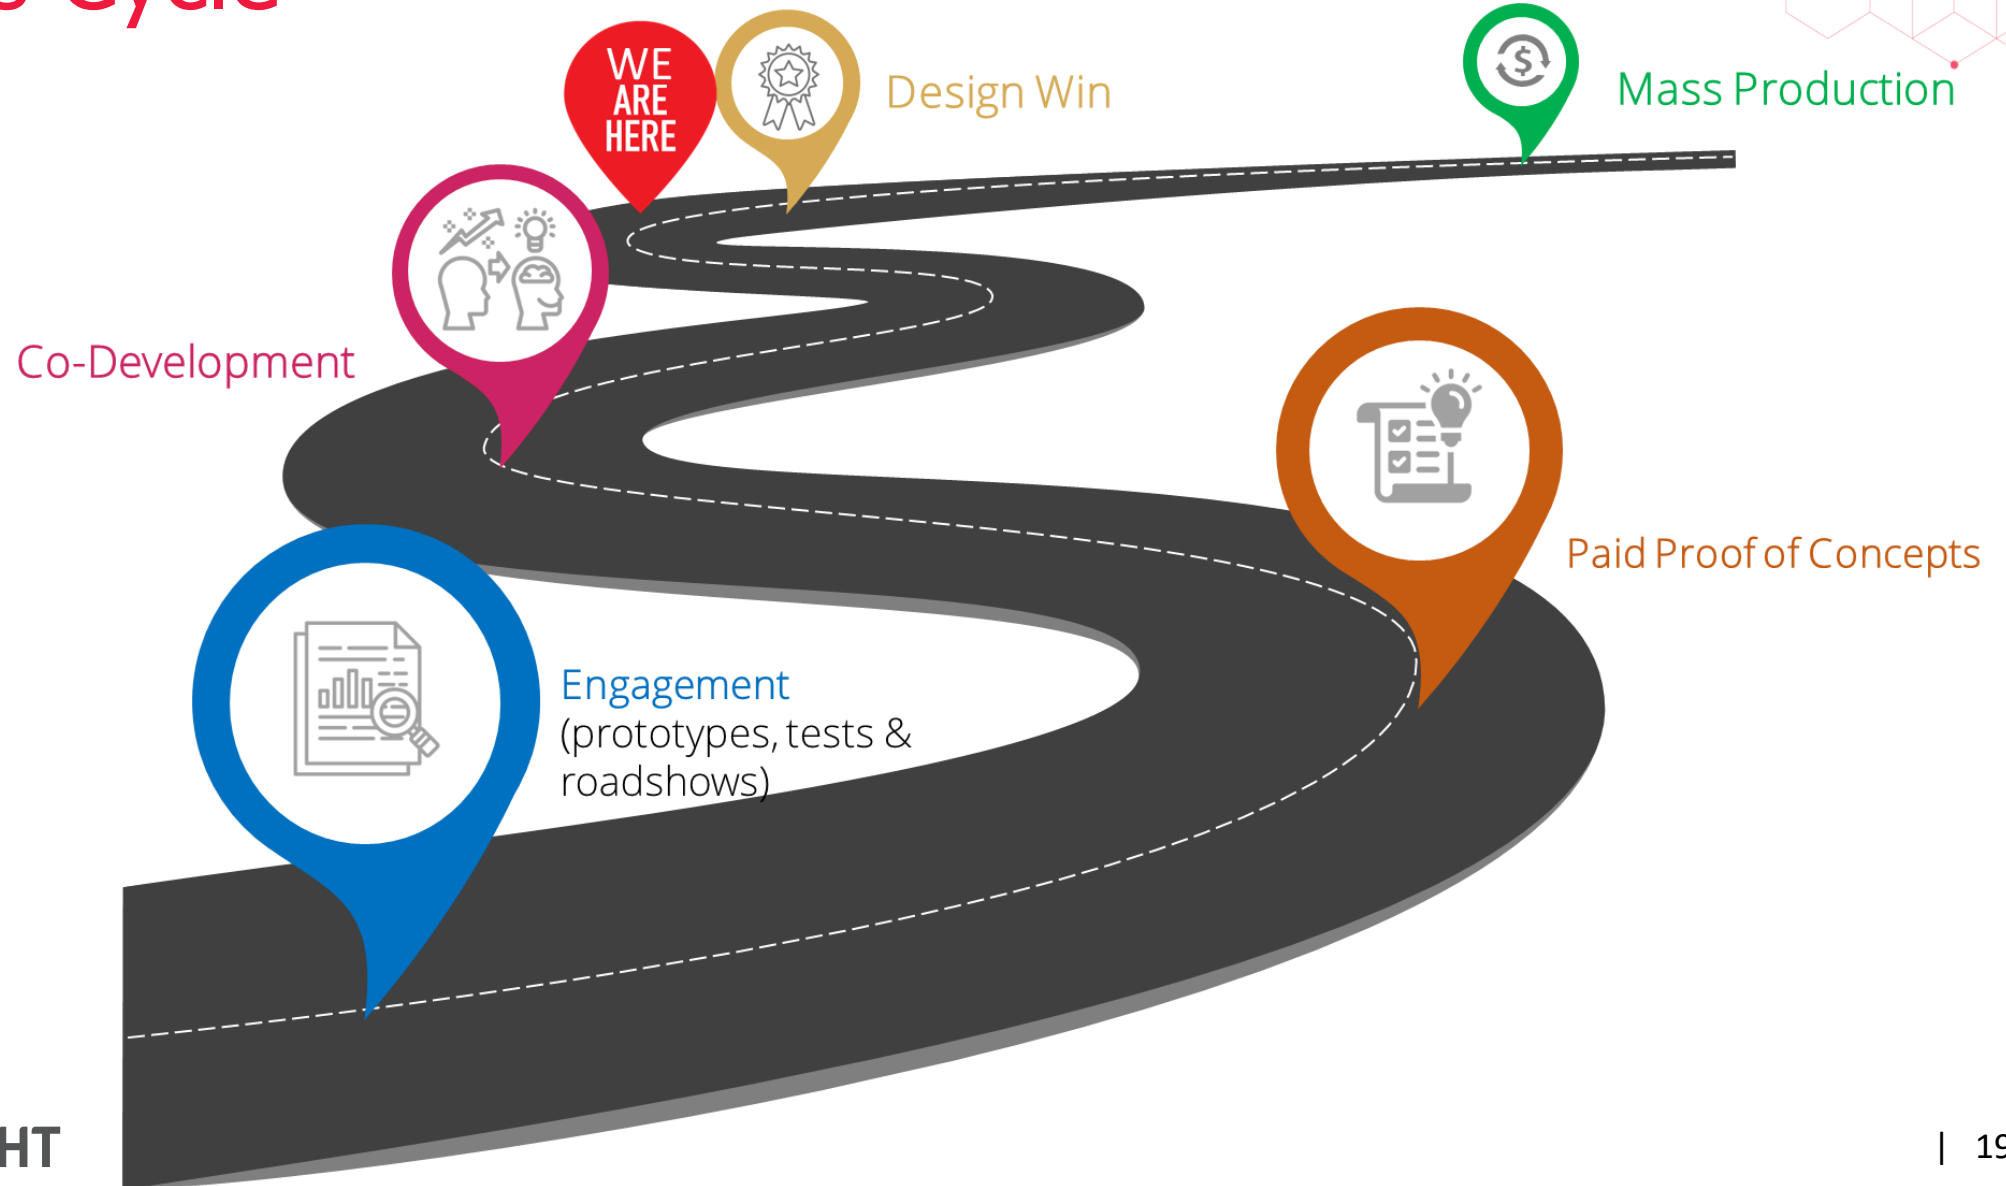 Cycle
WE
ARE
HERE
Design Win
Mass Production
Co-Development
Paid Proof of Concepts
Engagement
(prototypes, tests &
roadshows)
HT
| 19